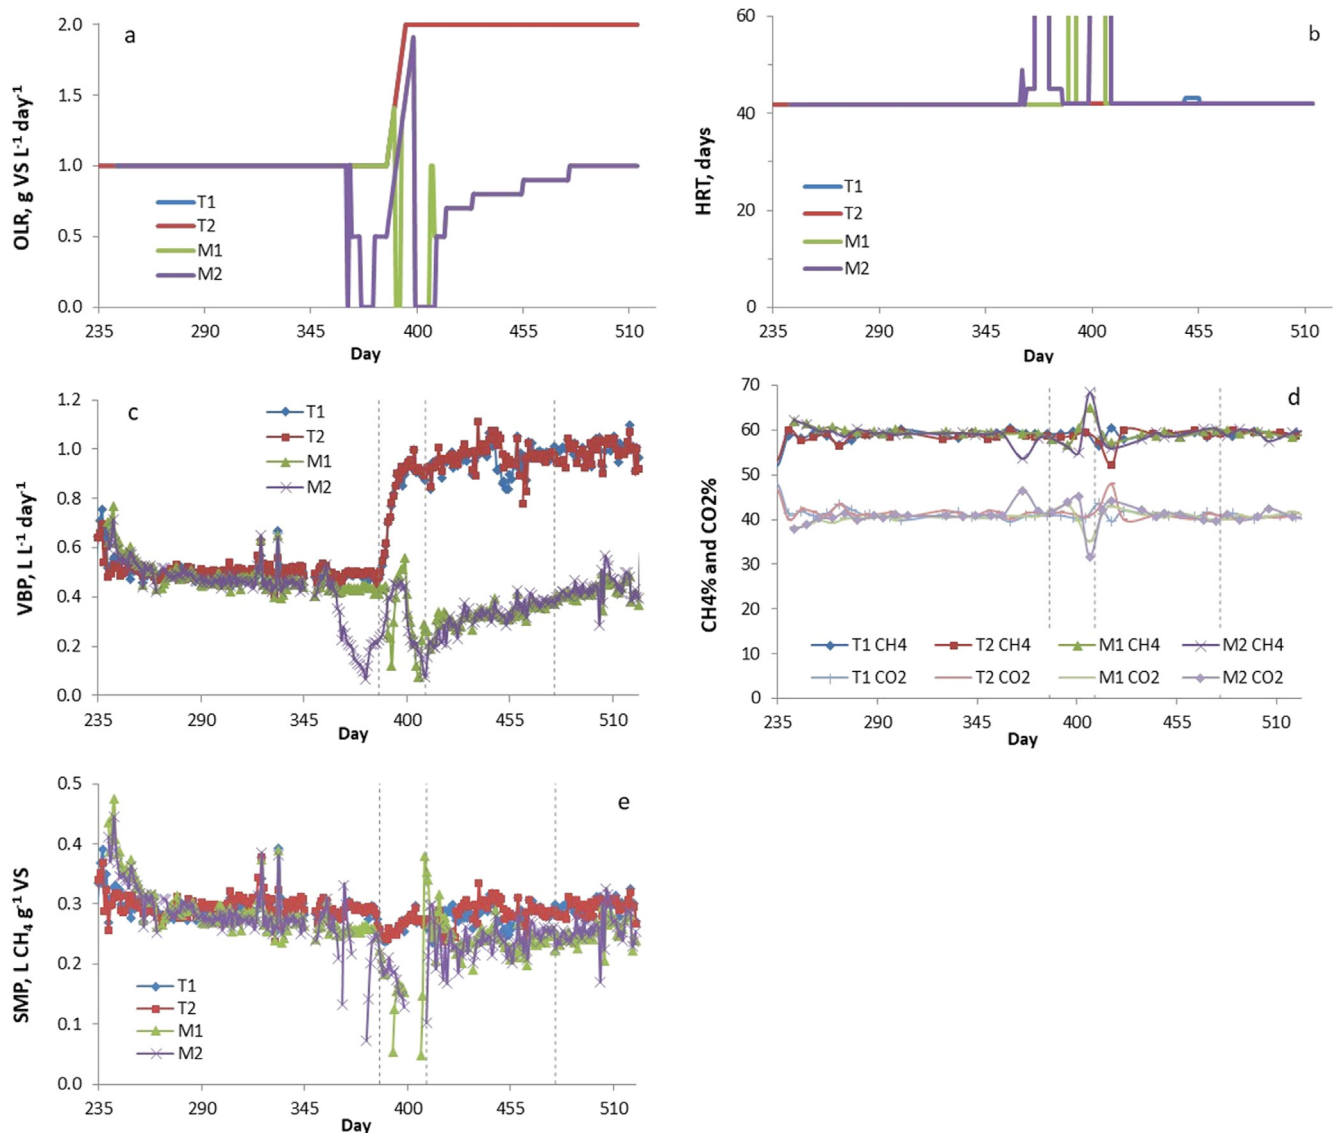 a
OLR, g VS L⁻¹ day⁻¹
2.0
1.5
1.0
0.5
0.0
T1
T2
M1
M2
235 290 345 400 455 510
Day
b
HRT, days
60
40
20
0
T1
T2
M1
M2
235 290 345 400 455 510
Day
c
VBP, L L⁻¹ day⁻¹
1.2
1.0
0.8
0.6
0.4
0.2
0.0
T1
T2
M1
M2
235 290 345 400 455 510
Day
d
CH4% and CO2%
70
60
50
40
30
20
10
0
T1 CH4 T2 CH4 M1 CH4 M2 CH4
T1 CO2 T2 CO2 M1 CO2 M2 CO2
235 290 345 400 455 510
Day
e
SMP, L CH₄ g⁻¹ VS
0.5
0.4
0.3
0.2
0.1
0.0
T1
T2
M1
M2
235 290 345 400 455 510
Day